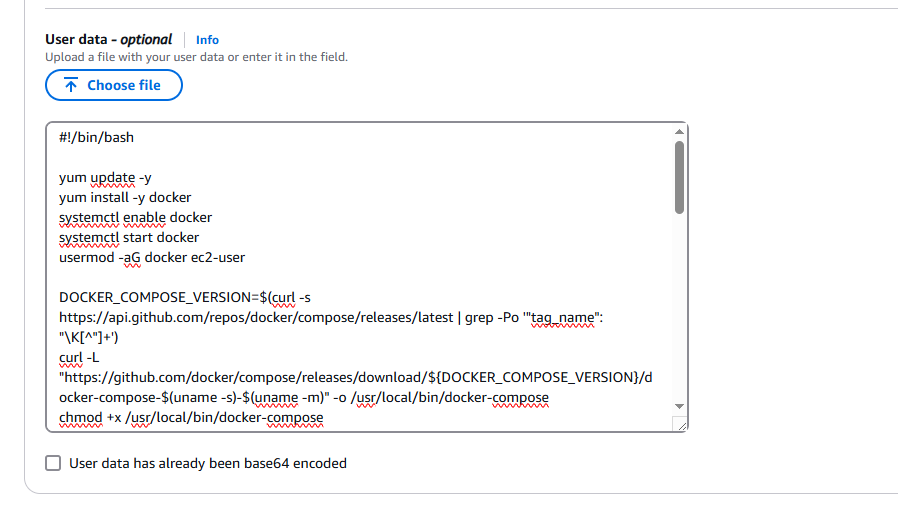 User data - optional Info
Upload a file with your user data or enter it in the field.
Choose file
#!/bin/bash
yum update -y
yum install -y docker
systemctl enable docker
systemctl start docker
usermod -aG docker ec2-user
DOCKER_COMPOSE_VERSION=$(curl -s
https://api.github.com/repos/docker/compose/releases/latest | grep -Po '"tag_name":
"\K[^"]+')
curl -L
"https://github.com/docker/compose/releases/download/${DOCKER_COMPOSE_VERSION}/d
ocker-compose-$(uname -s)-$(uname -m)" -o /usr/local/bin/docker-compose
chmod +x /usr/local/bin/docker-compose
User data has already been base64 encoded